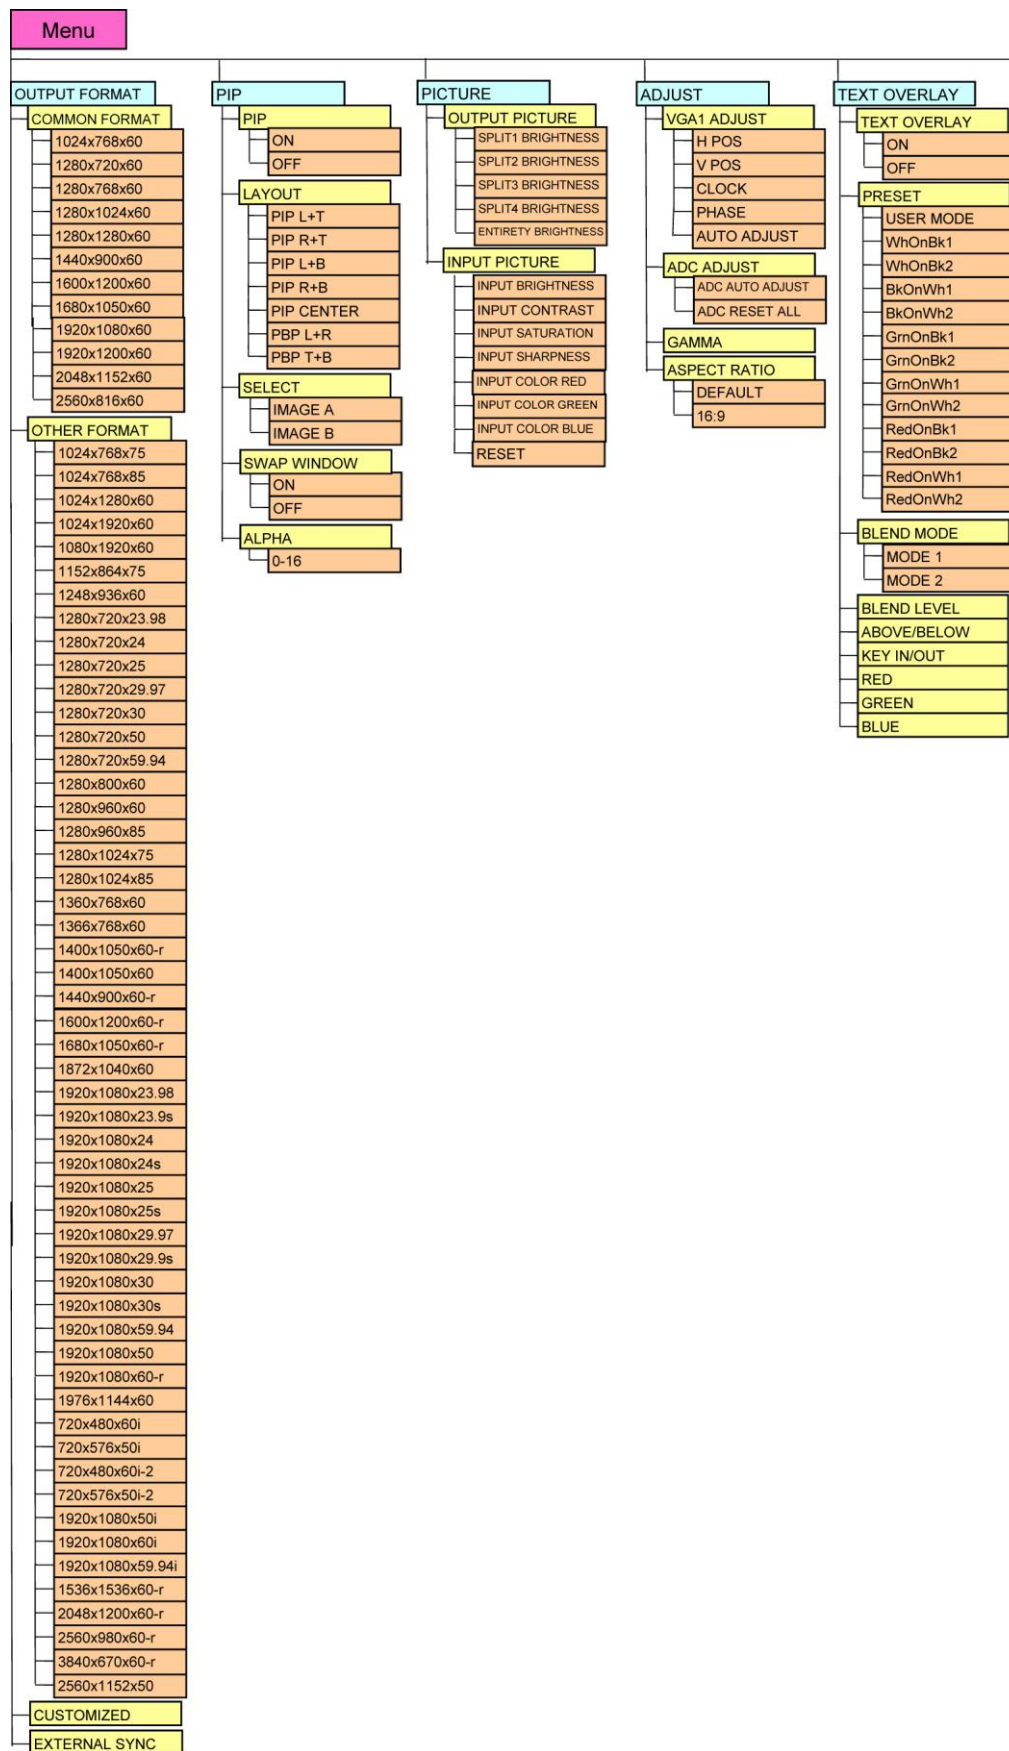 Menu
OUTPUT FORMAT
COMMON FORMAT
1024x768x60
1280x720x60
1280x768x60
1280x1024x60
1280x1280x60
1440x900x60
1600x1200x60
1680x1050x60
1920x1080x60
1920x1200x60
2048x1152x60
2560x816x60
OTHER FORMAT
1024x768x75
1024x768x85
1024x1280x60
1024x1920x60
1080x1920x60
1152x864x75
1248x936x60
1280x720x23.98
1280x720x24
1280x720x25
1280x720x29.97
1280x720x30
1280x720x50
1280x720x59.94
1280x800x60
1280x960x60
1280x960x85
1280x1024x75
1280x1024x85
1360x768x60
1366x768x60
1400x1050x60-r
1400x1050x60
1440x900x60-r
1600x1200x60-r
1680x1050x60-r
1872x1040x60
1920x1080x23.98
1920x1080x23.9s
1920x1080x24
1920x1080x24s
1920x1080x25
1920x1080x25s
1920x1080x29.97
1920x1080x29.9s
1920x1080x30
1920x1080x30s
1920x1080x59.94
1920x1080x50
1920x1080x60-r
1976x1144x60
720x480x60i
720x576x50i
720x480x60i-2
720x576x50i-2
1920x1080x50i
1920x1080x60i
1920x1080x59.94i
1536x1536x60-r
2048x1200x60-r
2560x980x60-r
3840x670x60-r
2560x1152x50
CUSTOMIZED
EXTERNAL SYNC
PIP
PIP
ON
OFF
LAYOUT
PIP L+T
PIP R+T
PIP L+B
PIP R+B
PIP CENTER
PBP L+R
PBP T+B
SELECT
IMAGE A
IMAGE B
SWAP WINDOW
ON
OFF
ALPHA
0-16
PICTURE
OUTPUT PICTURE
SPLIT1 BRIGHTNESS
SPLIT2 BRIGHTNESS
SPLIT3 BRIGHTNESS
SPLIT4 BRIGHTNESS
ENTIRETY BRIGHTNESS
INPUT PICTURE
INPUT BRIGHTNESS
INPUT CONTRAST
INPUT SATURATION
INPUT SHARPNESS
INPUT COLOR RED
INPUT COLOR GREEN
INPUT COLOR BLUE
RESET
ADJUST
VGA1 ADJUST
H POS
V POS
CLOCK
PHASE
AUTO ADJUST
ADC ADJUST
ADC AUTO ADJUST
ADC RESET ALL
GAMMA
ASPECT RATIO
DEFAULT
16:9
TEXT OVERLAY
TEXT OVERLAY
ON
OFF
PRESET
USER MODE
WhOnBk1
WhOnBk2
BkOnWh1
BkOnWh2
GrnOnBk1
GrnOnBk2
GrnOnWh1
GrnOnWh2
RedOnBk1
RedOnBk2
RedOnWh1
RedOnWh2
BLEND MODE
MODE 1
MODE 2
BLEND LEVEL
ABOVE/BELOW
KEY IN/OUT
RED
GREEN
BLUE